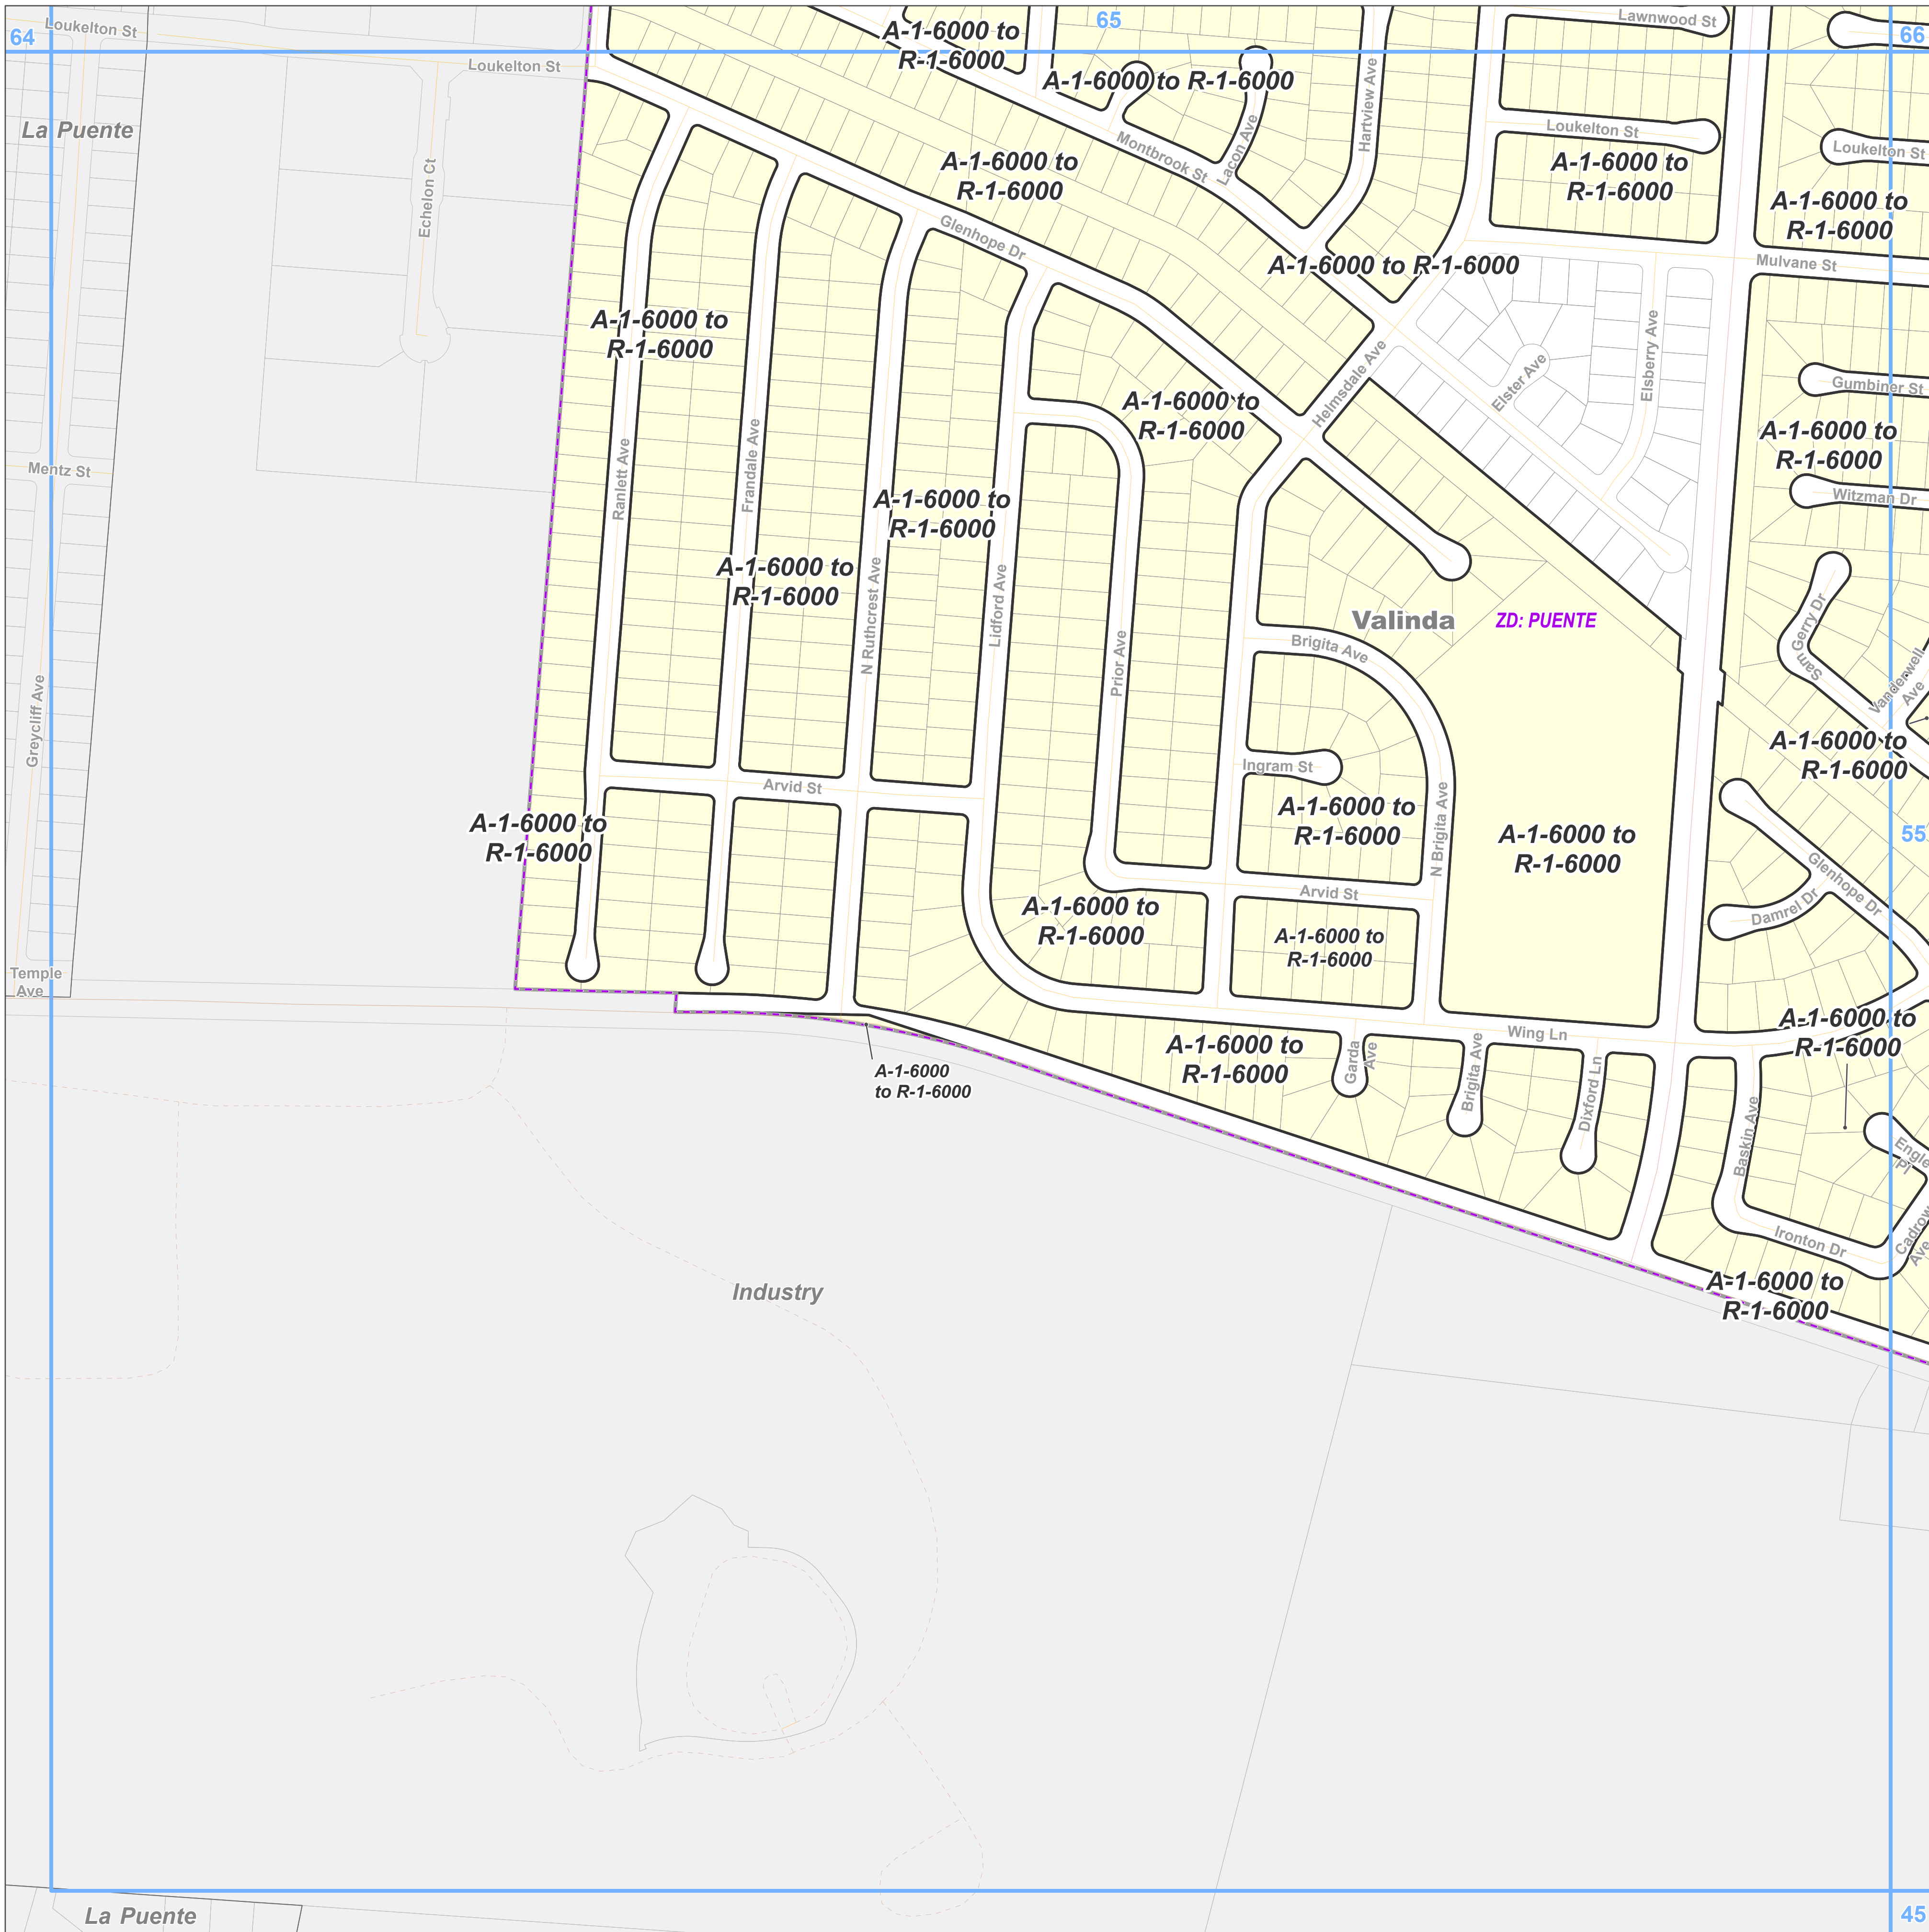 Loukelton St
64
65
66
Lawnwood St
A-1-6000 to
R-1-6000
Loukelton St
A-1-6000 to R-1-6000
Hartview Ave
La Puente
Loukelton St
Loukelton St
Lacon Ave
Montbrook St
A-1-6000 to
R-1-6000
A-1-6000 to
R-1-6000
Echelon Ct
A-1-6000 to
R-1-6000
Glenhope Dr
A-1-6000 to R-1-6000
Mulvane St
A-1-6000 to
R-1-6000
Elsberry Ave
Helmsdale Ave
Elster Ave
Gumbiner St
A-1-6000 to
R-1-6000
A-1-6000 to
R-1-6000
Mentz St
Ranlett Ave
Frandale Ave
A-1-6000 to
R-1-6000
Witzman Dr
A-1-6000 to
R-1-6000
N Ruthcrest Ave
Lidford Ave
Prior Ave
Valinda
ZD: PUENTE
Brigita Ave
Gerry Dr
Sam
Vanderwell
Ave
Greycliff Ave
A-1-6000 to
R-1-6000
Ingram St
Arvid St
A-1-6000 to
R-1-6000
A-1-6000 to
R-1-6000
N Brigita Ave
A-1-6000 to
R-1-6000
55
Glenhope Dr
Damrel Dr
Arvid St
A-1-6000 to
R-1-6000
A-1-6000 to
R-1-6000
Temple
Ave
A-1-6000 to
R-1-6000
Wing Ln
A-1-6000 to
R-1-6000
Garda
Ave
Brigita Ave
Dixford Ln
A-1-6000
to R-1-6000
Baskin Ave
Engle
Pl
Cadrow
Ave
Ironton Dr
A-1-6000 to
R-1-6000
Industry
La Puente
45